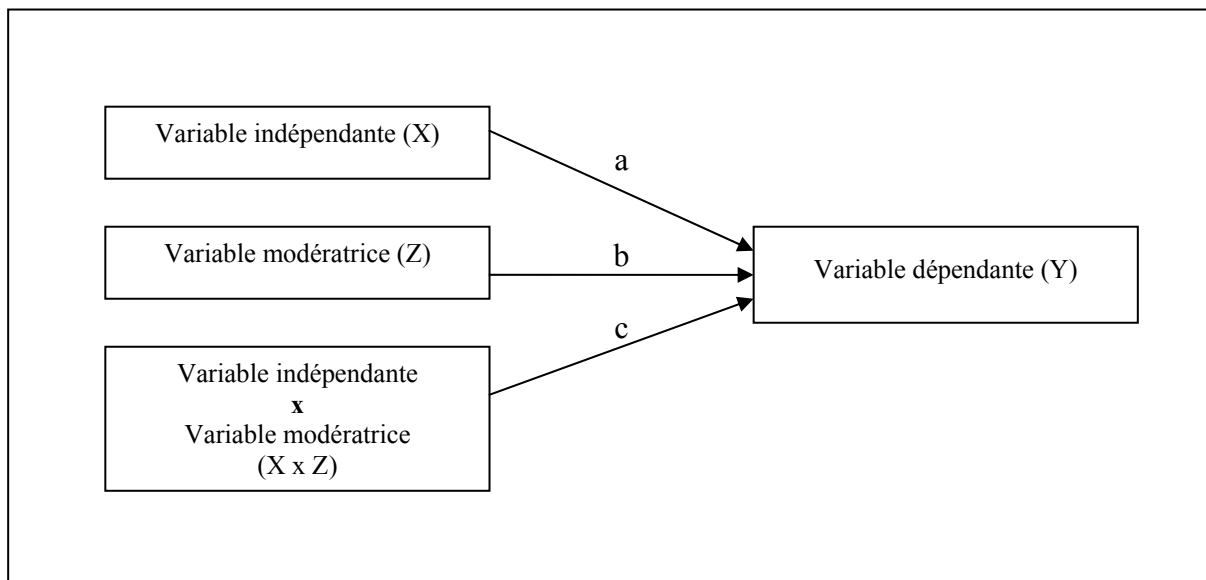 Variable indépendante (X)
a
Variable modératrice (Z)
b
Variable dépendante (Y)
c
Variable indépendante
x
Variable modératrice
(X x Z)